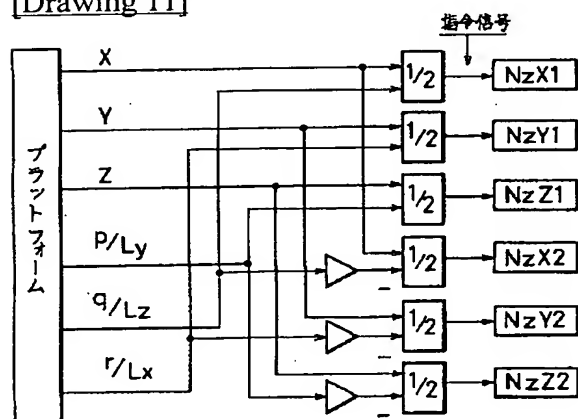 [Drawing 11]
指令信号
プラットフォーム
X
Y
Z
P/Ly
q/Lz
r/Lx
1/2
1/2
1/2
1/2
1/2
1/2
−
−
−
NzX1
NzY1
NzZ1
NzX2
NzY2
NzZ2